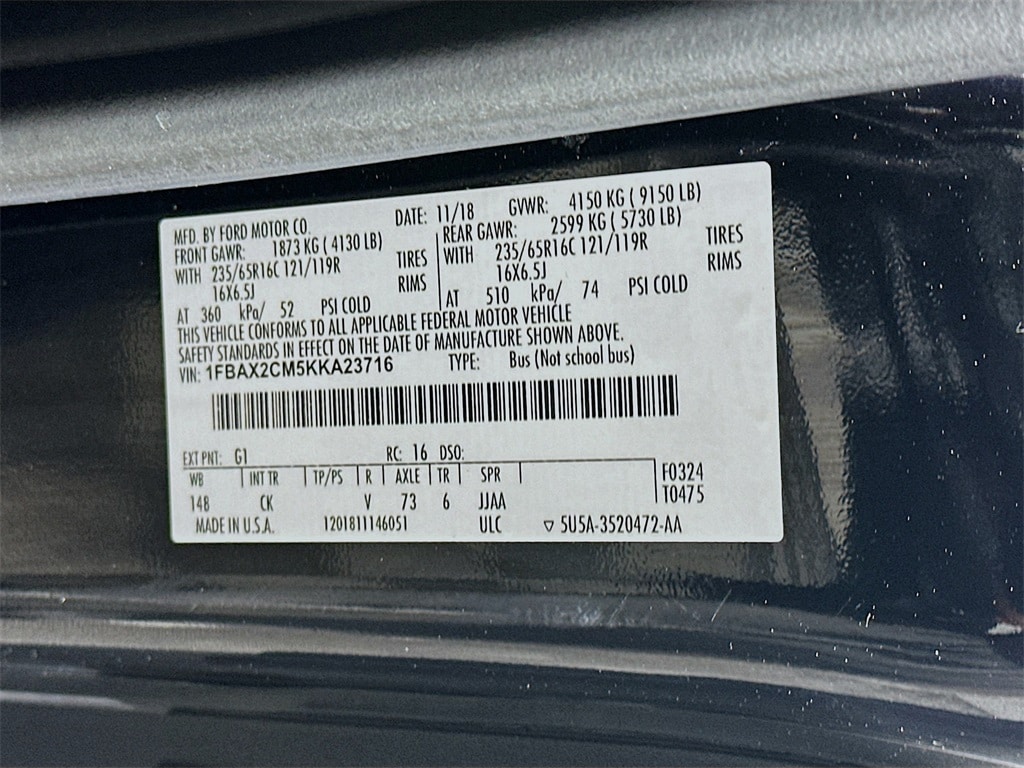 MFD. BY FORD MOTOR CO. DATE: 11/18 GVWR: 4150 KG ( 9150 LB)
FRONT GAWR: 1873 KG ( 4130 LB) REAR GAWR: 2599 KG ( 5730 LB)
WITH 235/65R16C 121/119R TIRES WITH 235/65R16C 121/119R TIRES
16X6.5J RIMS 16X6.5J RIMS
AT 360 kPa/ 52 PSI COLD AT 510 kPa/ 74 PSI COLD
THIS VEHICLE CONFORMS TO ALL APPLICABLE FEDERAL MOTOR VEHICLE
SAFETY STANDARDS IN EFFECT ON THE DATE OF MANUFACTURE SHOWN ABOVE.
VIN: 1FBAX2CM5KKA23716 TYPE: Bus (Not school bus)
EXT PNT: G1 RC: 16 DSO:
WB INT TR TP/PS R AXLE TR SPR F0324
148 CK V 73 6 JJAA T0475
MADE IN U.S.A. 1201811146051 ULC ▽ 5U5A-3520472-AA